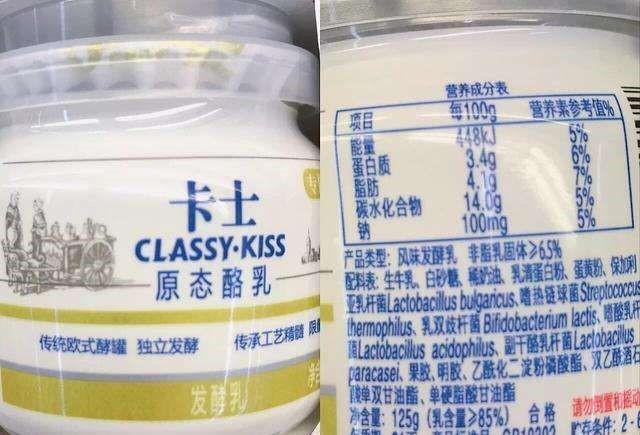 卡士
CLASSY·KISS
原态酪乳
传统欧式酵罐 独立发酵 传承工艺精髓
发酵乳
营养成分表
项目 每100g 营养素参考值%
能量 448kJ 5%
蛋白质 3.4g 6%
脂肪 4.1g 7%
碳水化合物 14.0g 5%
钠 100mg 5%
产品类型：风味发酵乳 非脂乳固体≥6.5%
配料表：生牛乳、白砂糖、稀奶油、乳清蛋白粉、蛋黄粉、保加利
亚乳杆菌Lactobacillus bulgaricus、嗜热链球菌Streptococcus
thermophilus、乳双歧杆菌Bifidobacterium lactis、嗜酸乳杆
菌Lactobacillus acidophilus、副干酪乳杆菌Lactobacillus
paracasei、果胶、明胶、乙酰化二淀粉磷酸酯、双乙酰酒石
酸单双甘油酯、单硬脂酸甘油酯
净含量：125g（乳含量≥85%） 合格
请勿倒置和摇动
贮存条件：2-